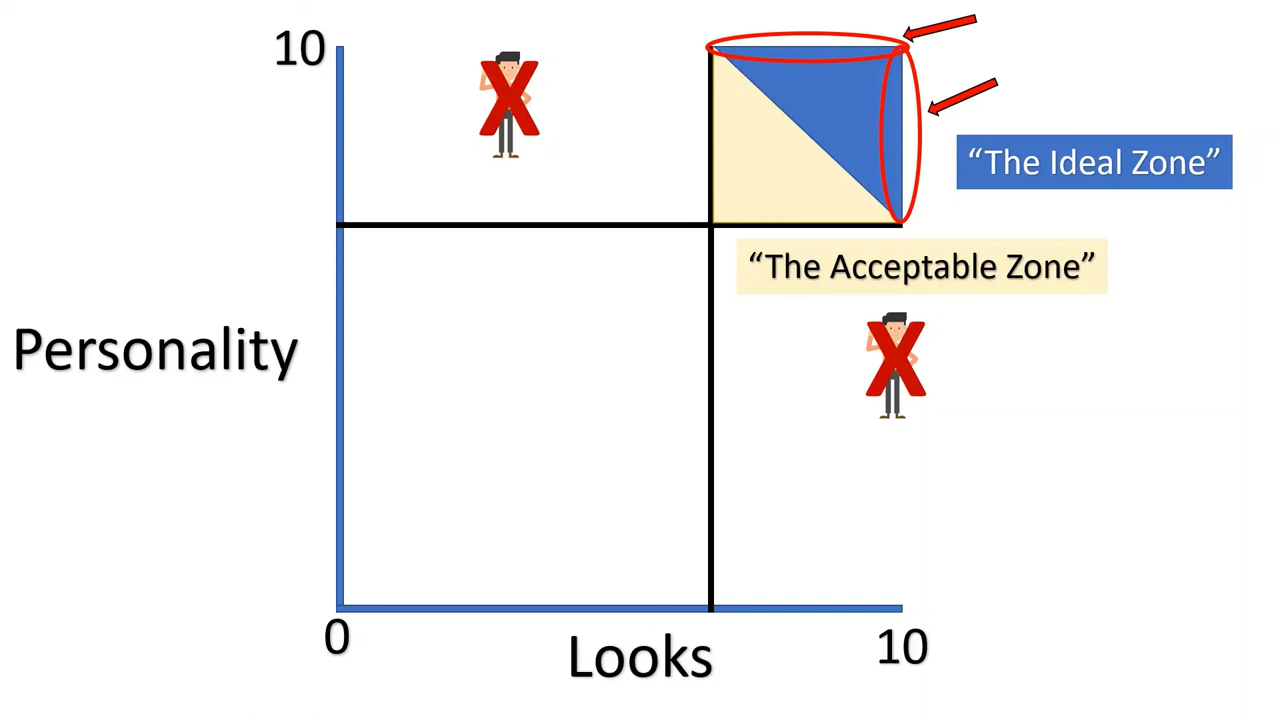 10
“The Ideal Zone”
“The Acceptable Zone”
Personality
0
Looks
10